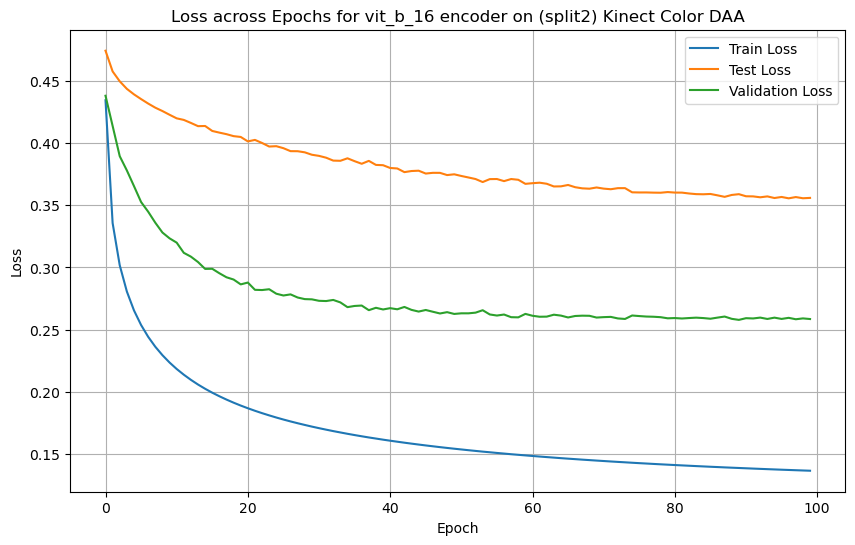 Loss across Epochs for vit_b_16 encoder on (split2) Kinect Color DAA
Train Loss
Test Loss
Validation Loss
0.45
0.40
0.35
0.30
0.25
0.20
0.15
Loss
0
20
40
60
80
100
Epoch